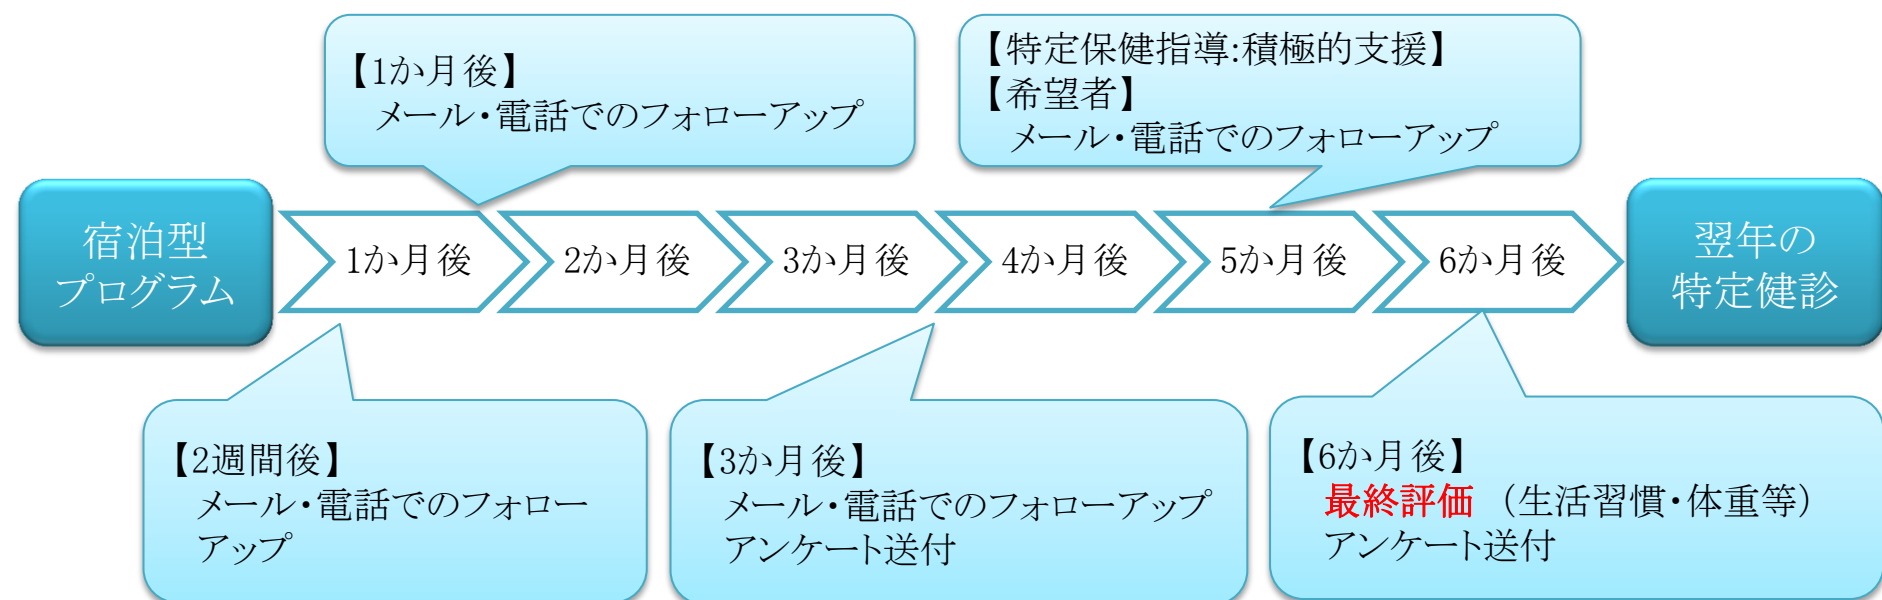 【1か月後】
メール・電話でのフォローアップ
【特定保健指導:積極的支援】
【希望者】
メール・電話でのフォローアップ
宿泊型
プログラム
1か月後
2か月後
3か月後
4か月後
5か月後
6か月後
翌年の
特定健診
【2週間後】
メール・電話でのフォロー
アップ
【3か月後】
メール・電話でのフォローアップ
アンケート送付
【6か月後】
最終評価 (生活習慣・体重等)
アンケート送付